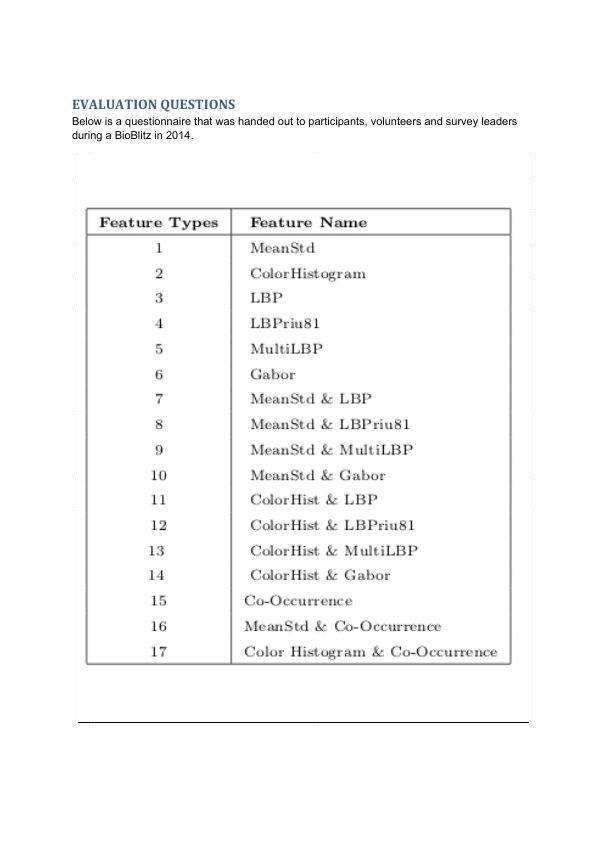 EVALUATION QUESTIONS
Below is a questionnaire that was handed out to participants, volunteers and survey leaders
during a BioBlitz in 2014.
Feature Types Feature Name
1 MeanStd
2 ColorHistogram
3 LBP
4 LBPriu81
5 MultiLBP
6 Gabor
7 MeanStd & LBP
8 MeanStd & LBPriu81
9 MeanStd & MultiLBP
10 MeanStd & Gabor
11 ColorHist & LBP
12 ColorHist & LBPriu81
13 ColorHist & MultiLBP
14 ColorHist & Gabor
15 Co-Occurrence
16 MeanStd & Co-Occurrence
17 Color Histogram & Co-Occurrence